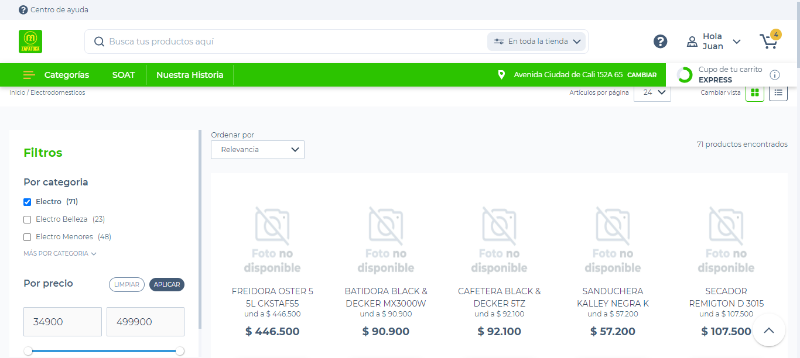 Centro de ayuda
Busca tus productos aquí
En toda la tienda
Hola
Juan
4
Categorías
SOAT
Nuestra Historia
Avenida Ciudad de Cali 152A 65 CAMBIAR
Cupo de tu carrito
EXPRESS
Inicio / Electrodomesticos
Artículos por página
24
Cambiar vista
Filtros
Ordenar por
Relevancia
71 productos encontrados
Por categoria
Electro (71)
Electro Belleza (23)
Electro Menores (48)
MÁS POR CATEGORIA
Por precio
LIMPIAR
APLICAR
34900
499900
Foto no
disponible
Foto no
disponible
Foto no
disponible
Foto no
disponible
Foto no
disponible
FREIDORA OSTER 5
5L CKSTAF55
und a $ 446.500
$ 446.500
BATIDORA BLACK &
DECKER MX3000W
und a $ 90.900
$ 90.900
CAFETERA BLACK &
DECKER 5TZ
und a $ 92.100
$ 92.100
SANDUCHERA
KALLEY NEGRA K
und a $ 57.200
$ 57.200
SECADOR
REMIGTON D 3015
und a $ 107.500
$ 107.500